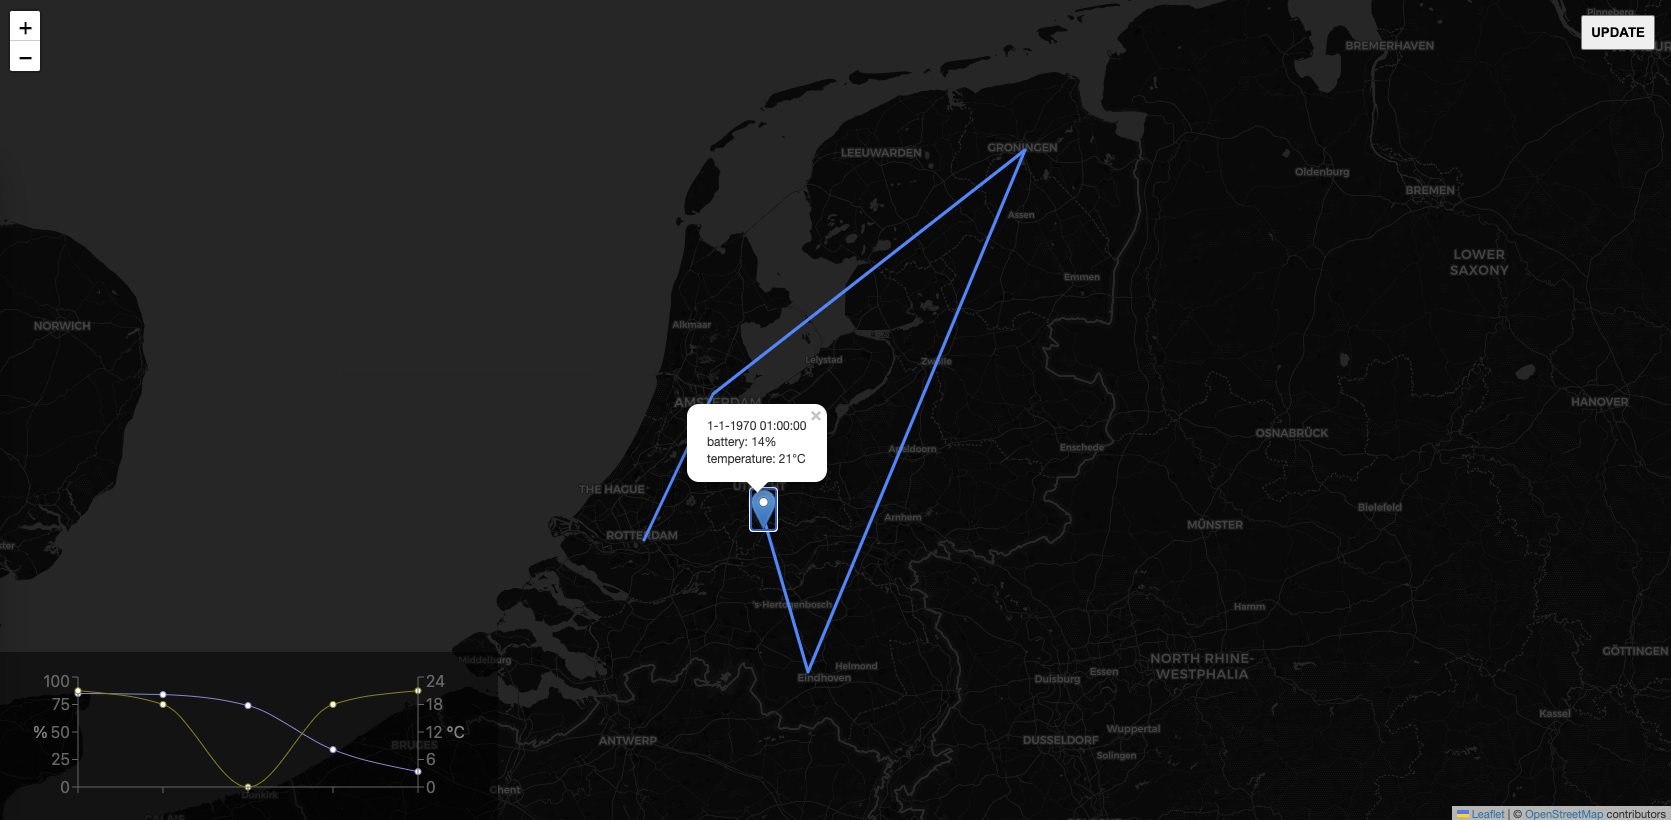 +
−
UPDATE
Pinneberg
BREMERHAVEN
GRONINGEN
LEEUWARDEN
Oldenburg
BREMEN
Assen
LOWER
SAXONY
Emmen
NORWICH
Alkmaar
Lelystad
Zwolle
AMSTERDAM
HANOVER
1-1-1970 01:00:00
battery: 14%
temperature: 21°C
×
OSNABRÜCK
Enschede
Apeldoorn
THE HAGUE
Bielefeld
Arnhem
MÜNSTER
ROTTERDAM
's-Hertogenbosch
Hamm
GÖTTINGEN
Middelburg
Helmond
NORTH RHINE-
WESTPHALIA
Essen
Eindhoven
Duisburg
Kassel
Wuppertal
ANTWERP
DUSSELDORF
BRUGES
Solingen
Ghent
Dunkirk
CALAIS
100
75
% 50
25
0
24
18
12 °C
6
0
Leaflet | © OpenStreetMap contributors